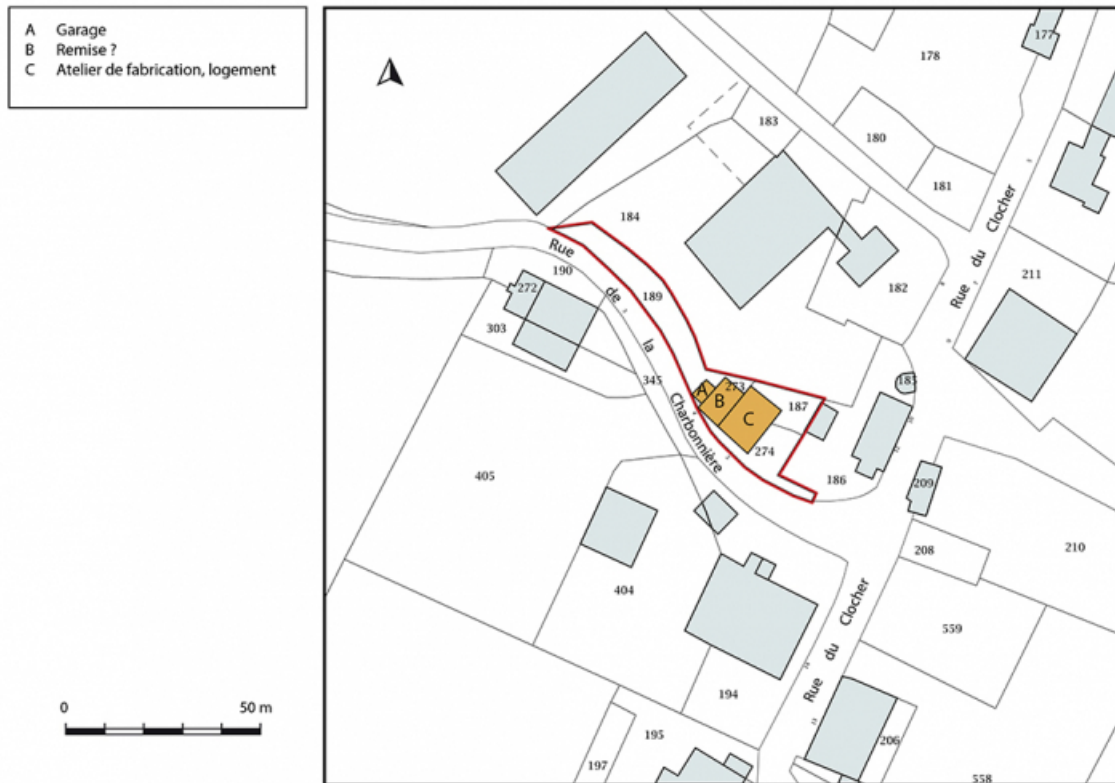 A Garage
B Remise ?
C Atelier de fabrication, logement
177
178
183
180
181
184
Rue du Clocher
211
182
Rue de la Charbonnière
190
272
189
303
345
185
A
B
C
273
187
274
186
405
209
210
208
404
559
Rue du Clocher
194
0 50 m
195
206
197
558